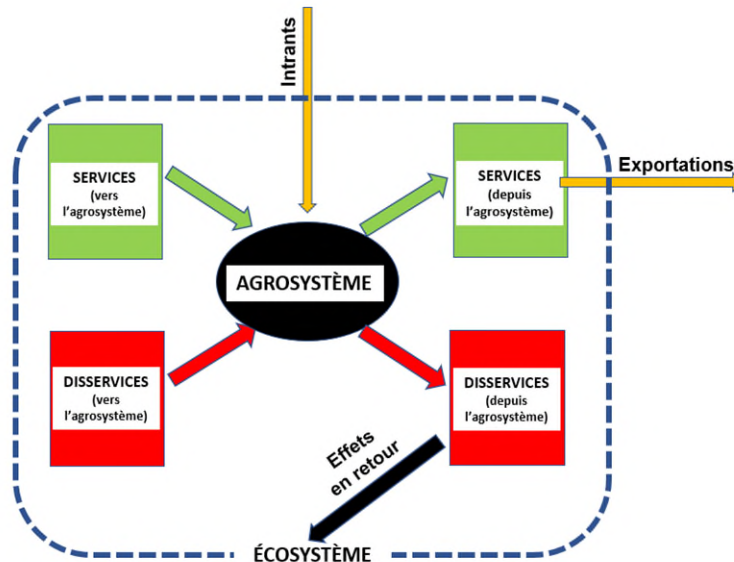 Intrants
SERVICES
(vers
l'agrosystème)
SERVICES
(depuis
l'agrosystème)
Exportations
AGROSYSTÈME
DISSERVICES
(vers
l'agrosystème)
DISSERVICES
(depuis
l'agrosystème)
Effets
en retour
ÉCOSYSTÈME